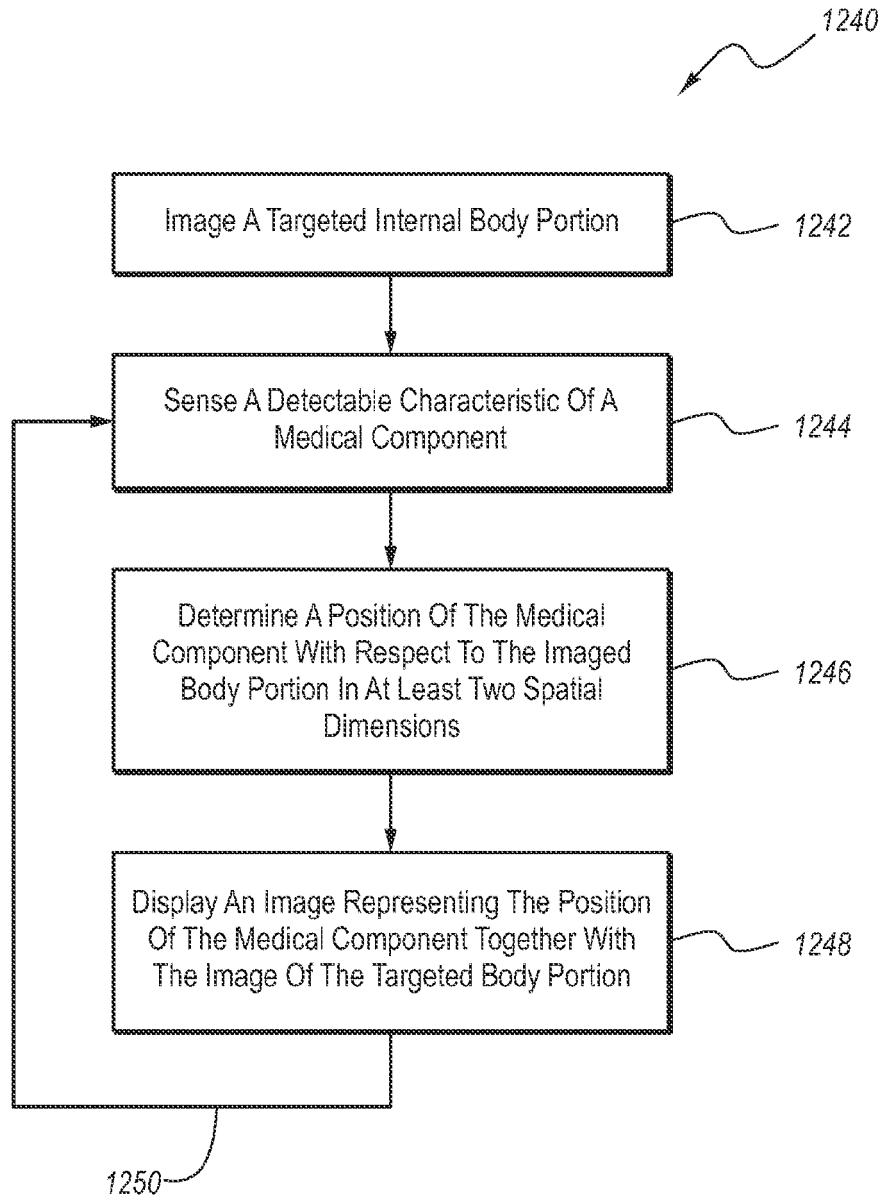 1240
Image A Targeted Internal Body Portion
1242
Sense A Detectable Characteristic Of A
Medical Component
1244
Determine A Position Of The Medical
Component With Respect To The Imaged
Body Portion In At Least Two Spatial
Dimensions
1246
Display An Image Representing The Position
Of The Medical Component Together With
The Image Of The Targeted Body Portion
1248
1250